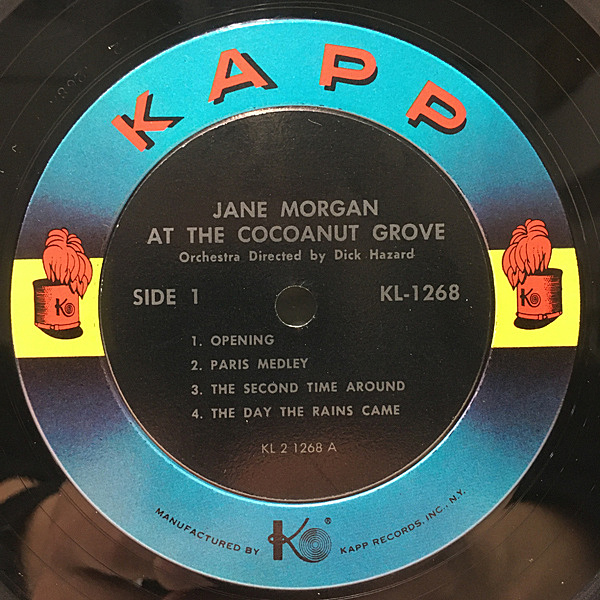 KAPP
JANE MORGAN
AT THE COCOANUT GROVE
Orchestra Directed by Dick Hazard
SIDE 1
KL-1268
1. OPENING
2. PARIS MEDLEY
3. THE SECOND TIME AROUND
4. THE DAY THE RAINS CAME
KL 2 1268 A
K
K
MANUFACTURED BY K ® KAPP RECORDS, INC., N.Y.